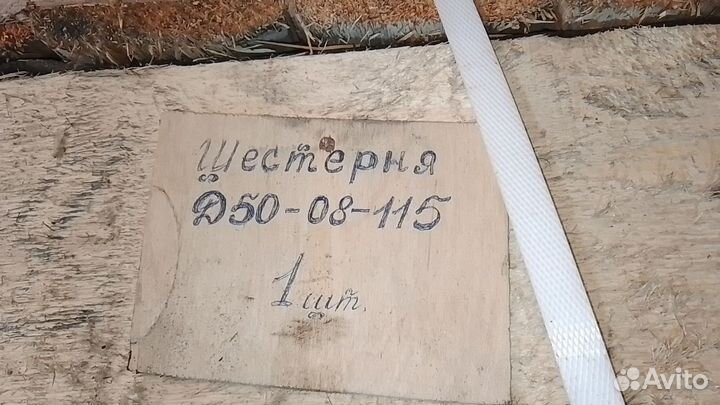 Шестерня
Д50-08-115
1 шт.
Avito